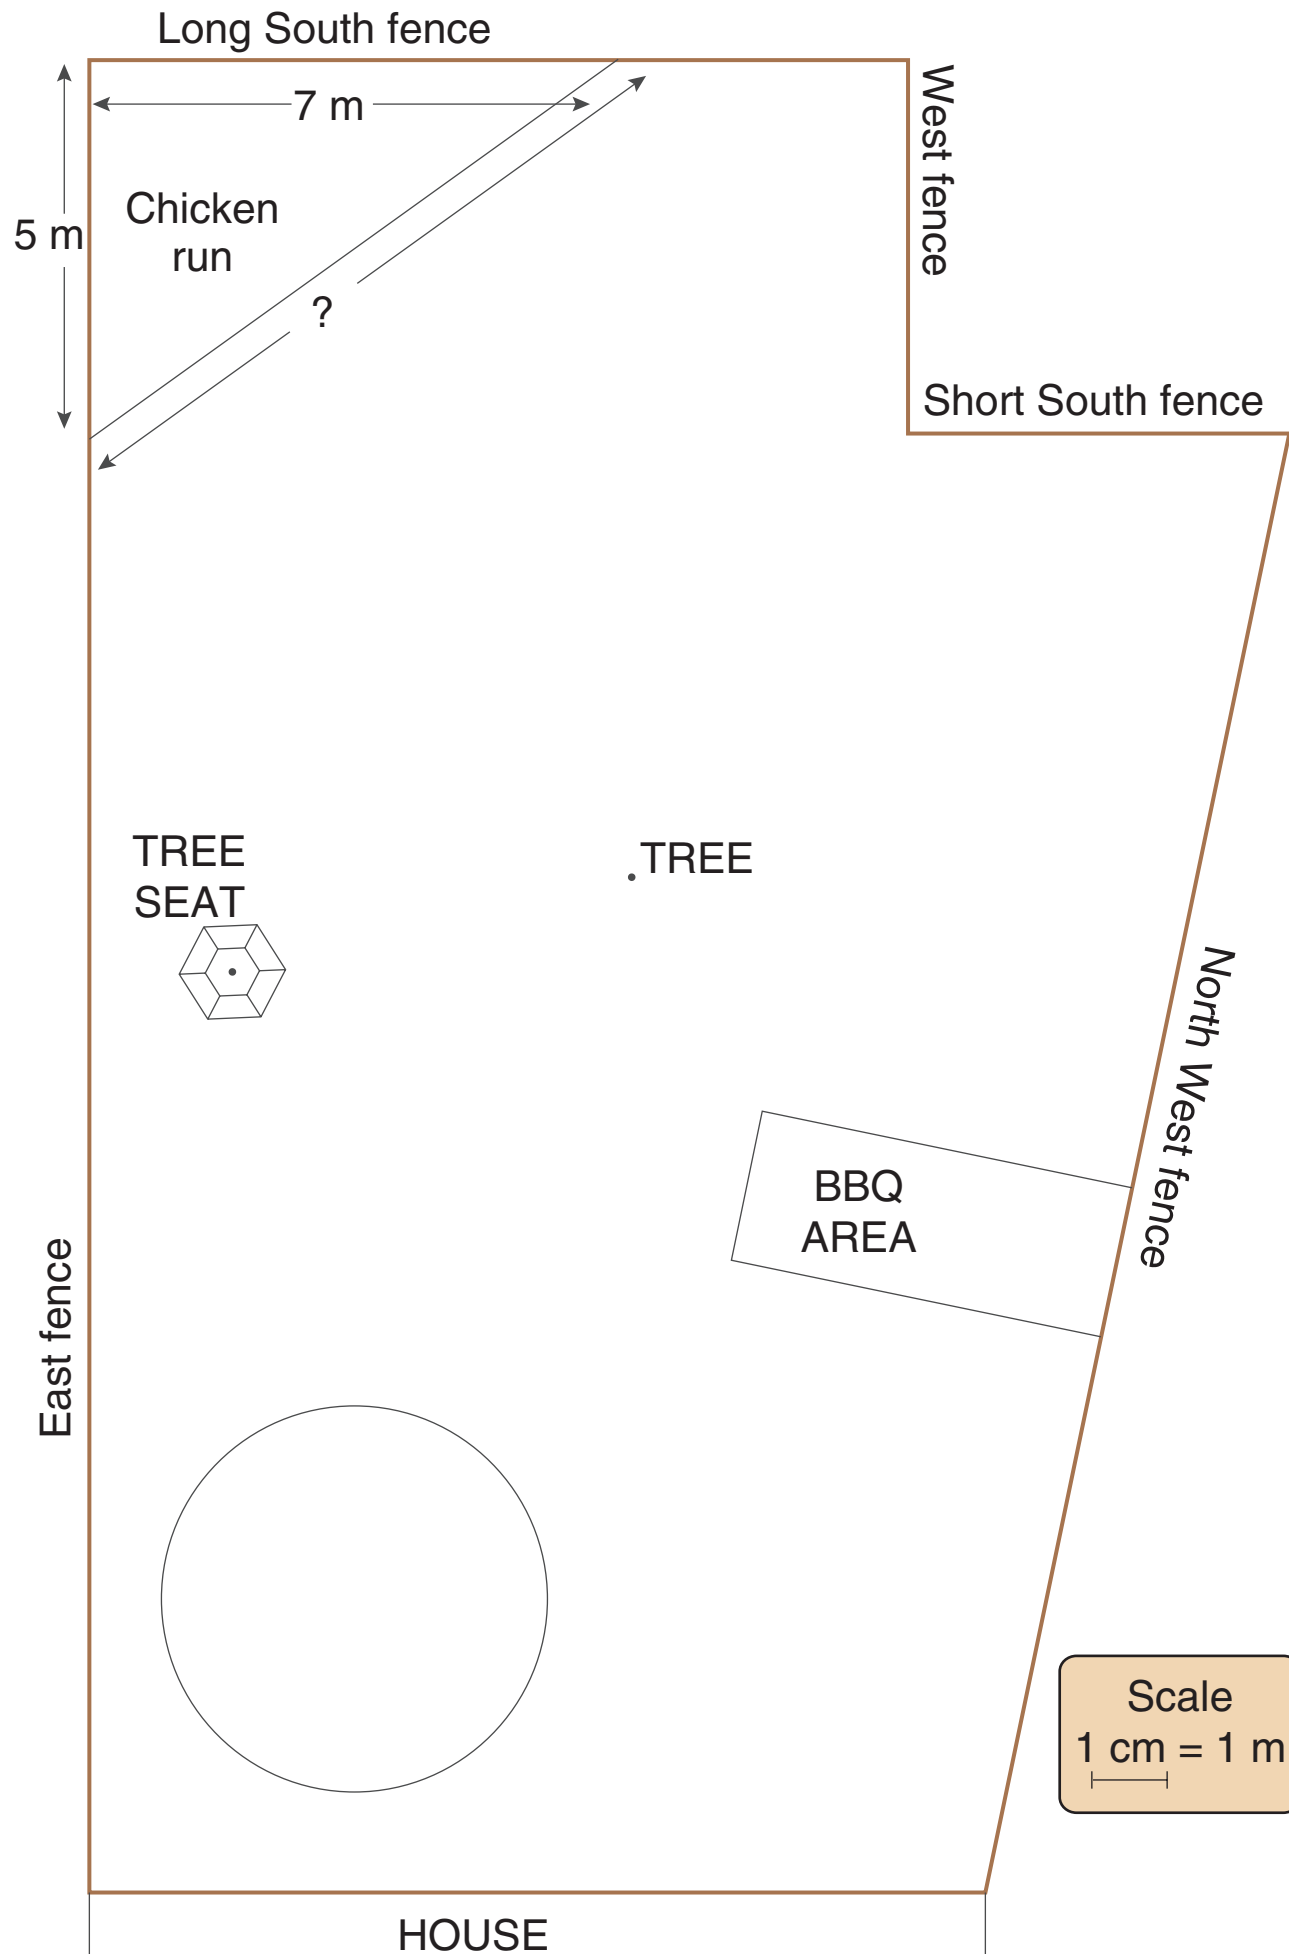 Long South fence
West fence
7 m
Chicken
run
5 m
?
Short South fence
TREE
SEAT
TREE
North West fence
BBQ
AREA
East fence
Scale
1 cm = 1 m
HOUSE